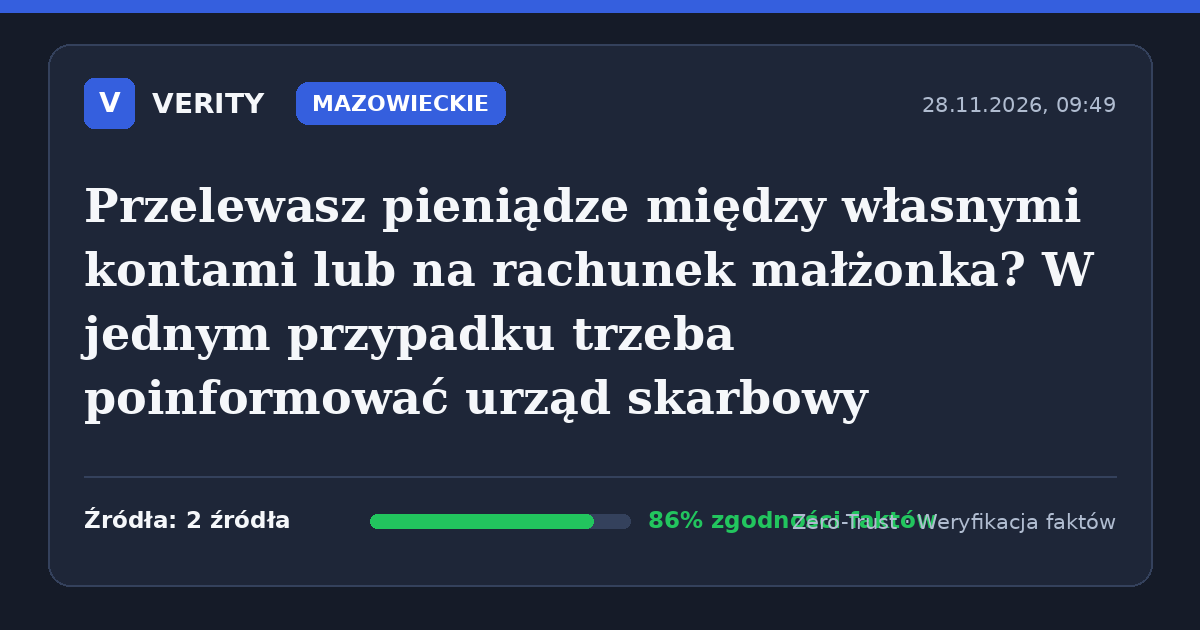 V VERITY MAZOWIECKIE 28.11.2026, 09:49
Przelewasz pieniądze między własnymi
kontami lub na rachunek małżonka? W
jednym przypadku trzeba
poinformować urząd skarbowy
Źródła: 2 źródła 86% zgodności faktów Zero-Trust · Weryfikacja faktów